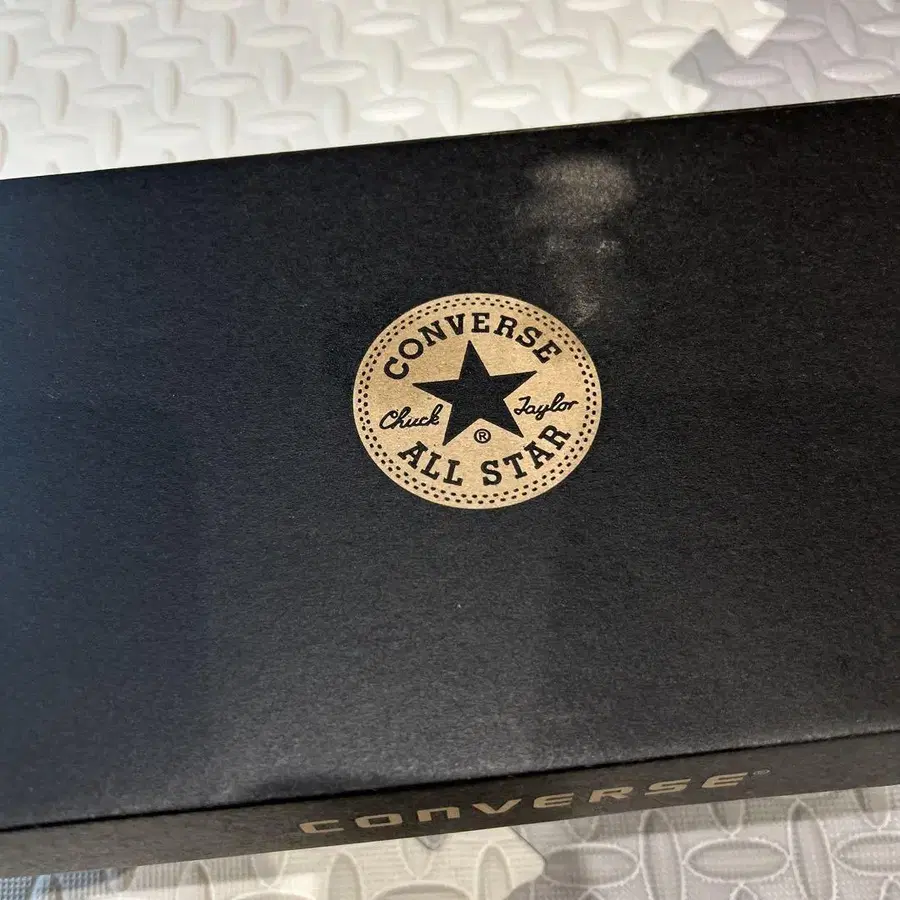 CONVERSE
Chuck Taylor
®
ALL STAR
CONVERSE®